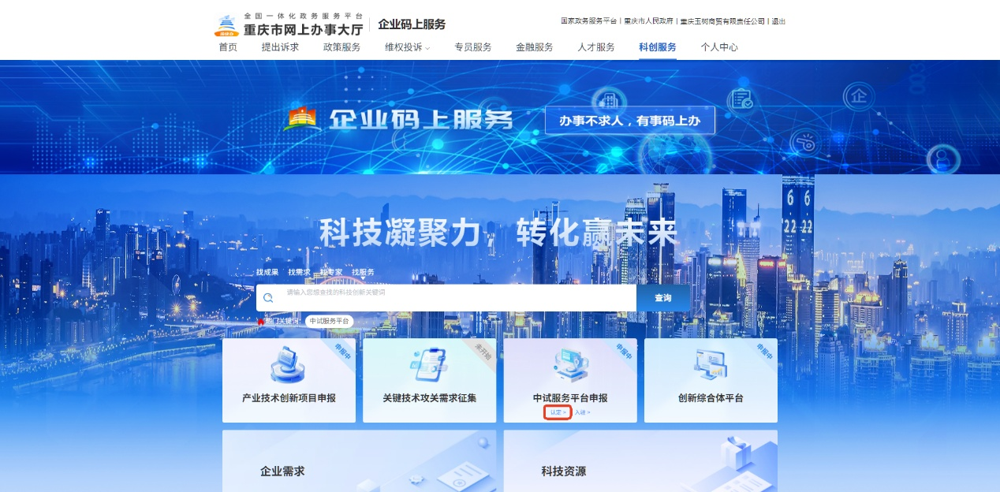 全国一体化政务服务平台
重庆市网上办事大厅
企业码上服务
国家政务服务平台 | 重庆市人民政府 | 重庆玉树商贸有限责任公司 | 退出
首页 提出诉求 政策服务 维权投诉 专员服务 金融服务 人才服务 科创服务 个人中心
企业码上服务
办事不求人，有事码上办
科技凝聚力，转化赢未来
找成果 找需求 找专家 找服务
请输入您想查找的科技创新关键词
查询
热门关键词: 中试服务平台
申报中 未开始 申报中 申报中
产业技术创新项目申报 关键技术攻关需求征集 中试服务平台申报 创新综合体平台
认定 > 入驻 >
企业需求 科技资源